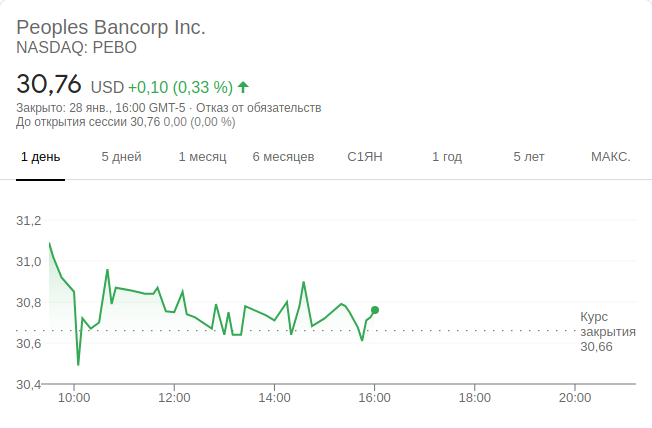 Peoples Bancorp Inc.
NASDAQ: PEBO
30,76 USD +0,10 (0,33 %)
Закрыто: 28 янв., 16:00 GMT-5 · Отказ от обязательств
До открытия сессии 30,76 0,00 (0,00 %)
1 день 5 дней 1 месяц 6 месяцев С1ЯН 1 год 5 лет МАКС.
31,2
31,0
30,8
30,6
30,4
Курс
закрытия
30,66
10:00 12:00 14:00 16:00 18:00 20:00